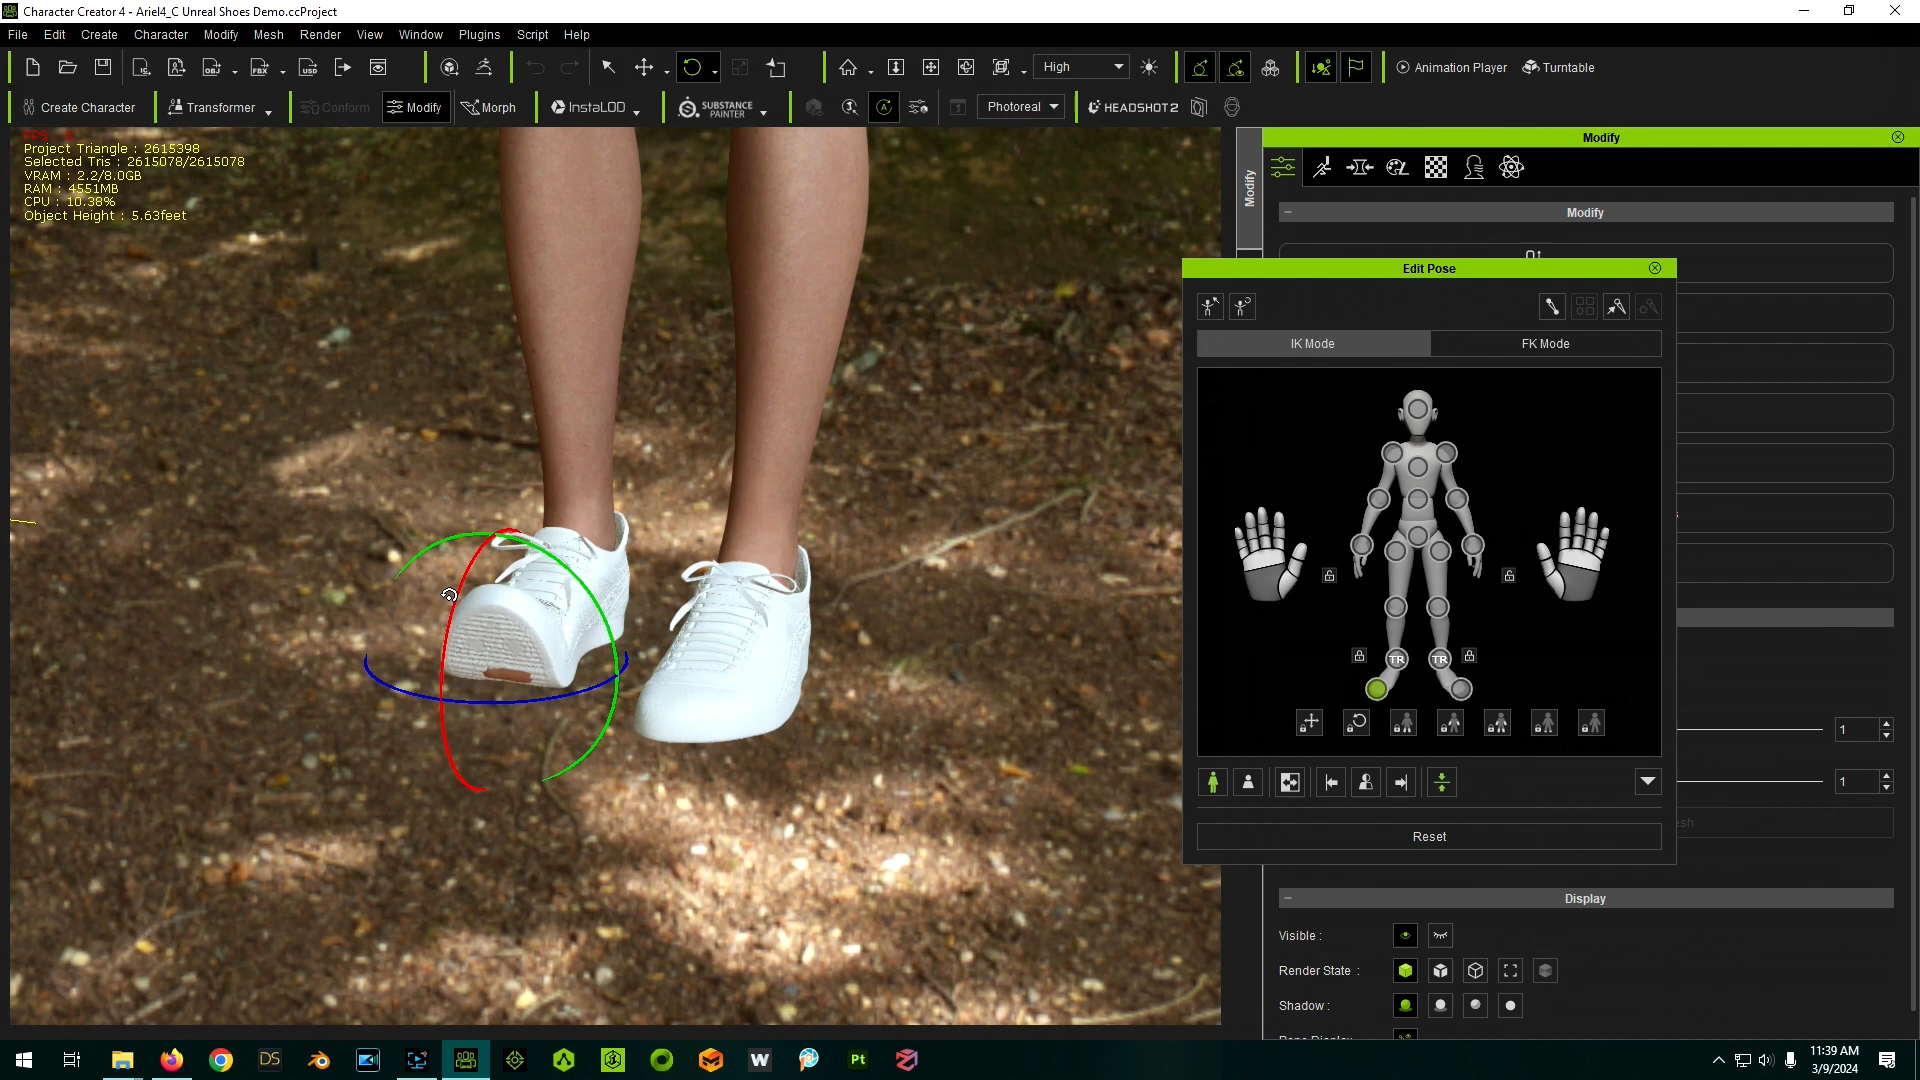 Character Creator 4 - Ariel4_C Unreal Shoes Demo.ccProject
File Edit Create Character Modify Mesh Render View Window Plugins Script Help
High
Animation Player
Turntable
Create Character
Transformer
Conform
Modify
Morph
InstaLOD
SUBSTANCE PAINTER
Photoreal
HEADSHOT 2
Project Triangle : 2615398
Selected Tris : 2615078/2615078
VRAM : 2.2/8.0GB
RAM : 4551MB
CPU : 10.38%
Object Height : 5.63feet
Modify
Modify
Modify
Edit Pose
IK Mode
FK Mode
TR TR
Reset
1
1
Display
Visible :
Render State :
Shadow :
DS
W
Pt
11:39 AM
3/9/2024